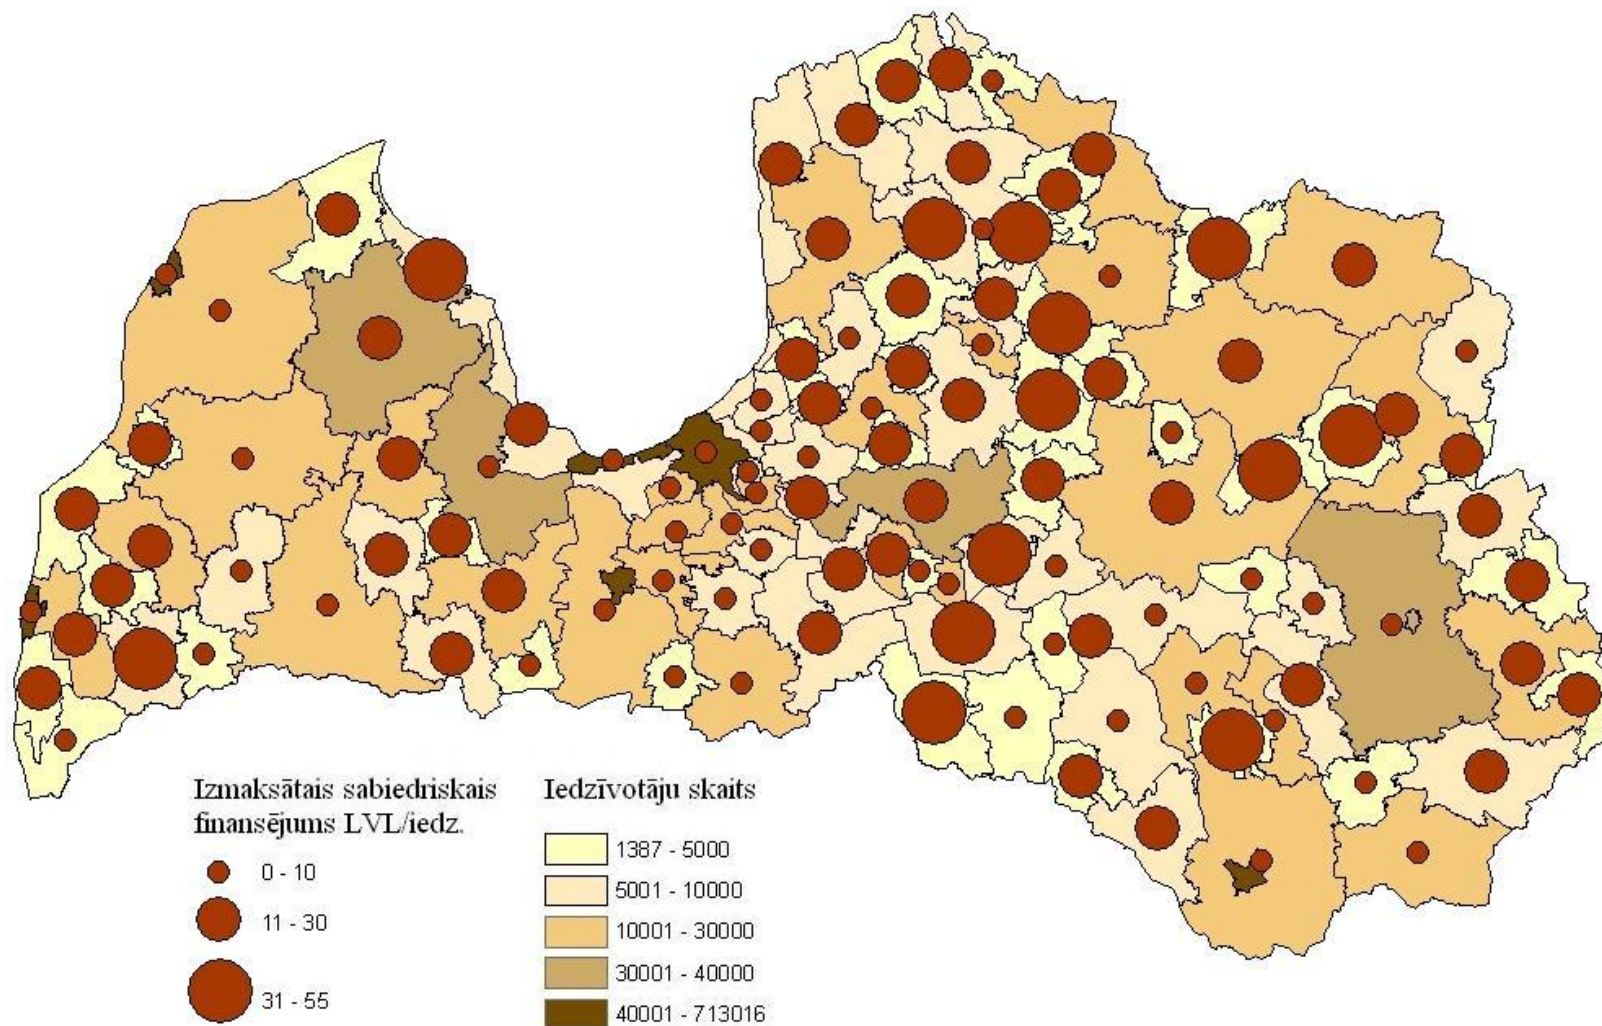 Izmaksātais sabiedriskais
finansējums LVL/iedz.
0 - 10
11 - 30
31 - 55
Iedzīvotāju skaits
1387 - 5000
5001 - 10000
10001 - 30000
30001 - 40000
40001 - 713016